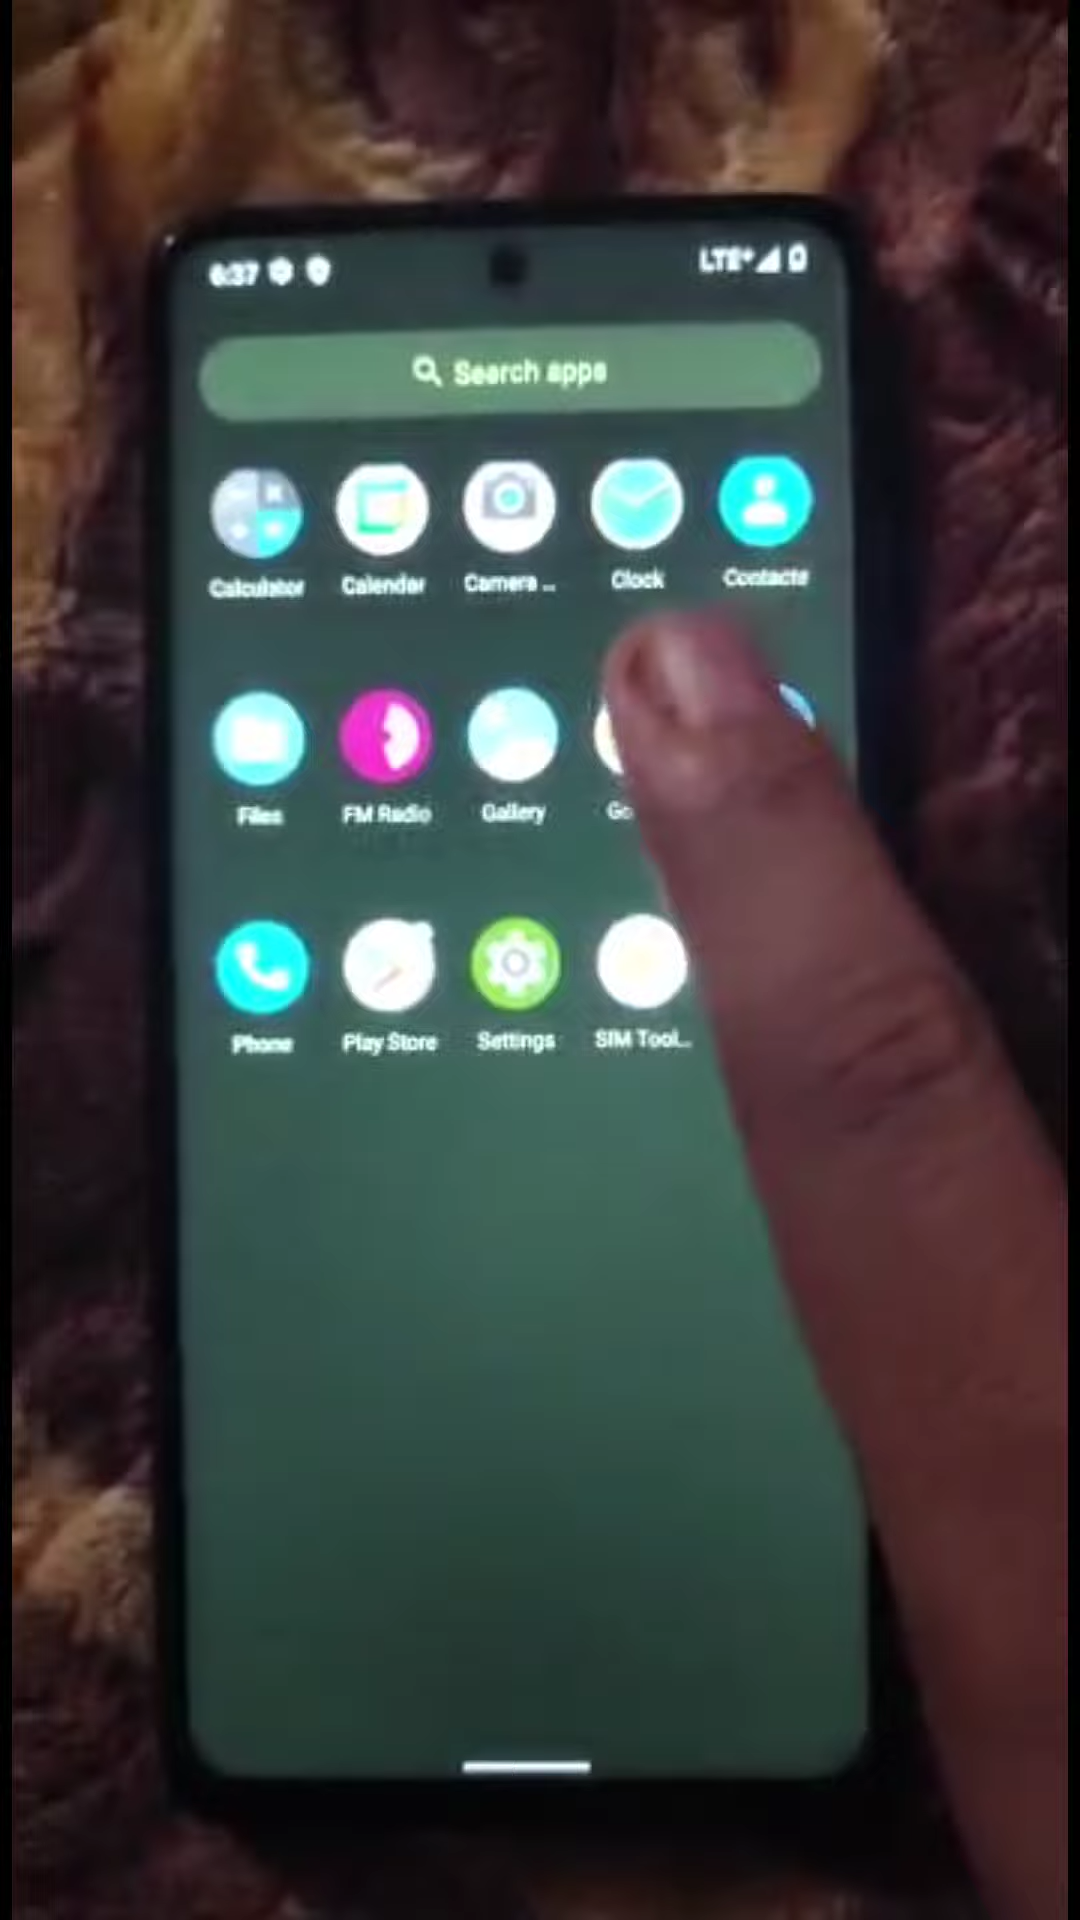 6:37 LTE+
Search apps
Calculator Calendar Camera ... Clock Contacts
Files FM Radio Gallery Go
Phone Play Store Settings SIM Tool...